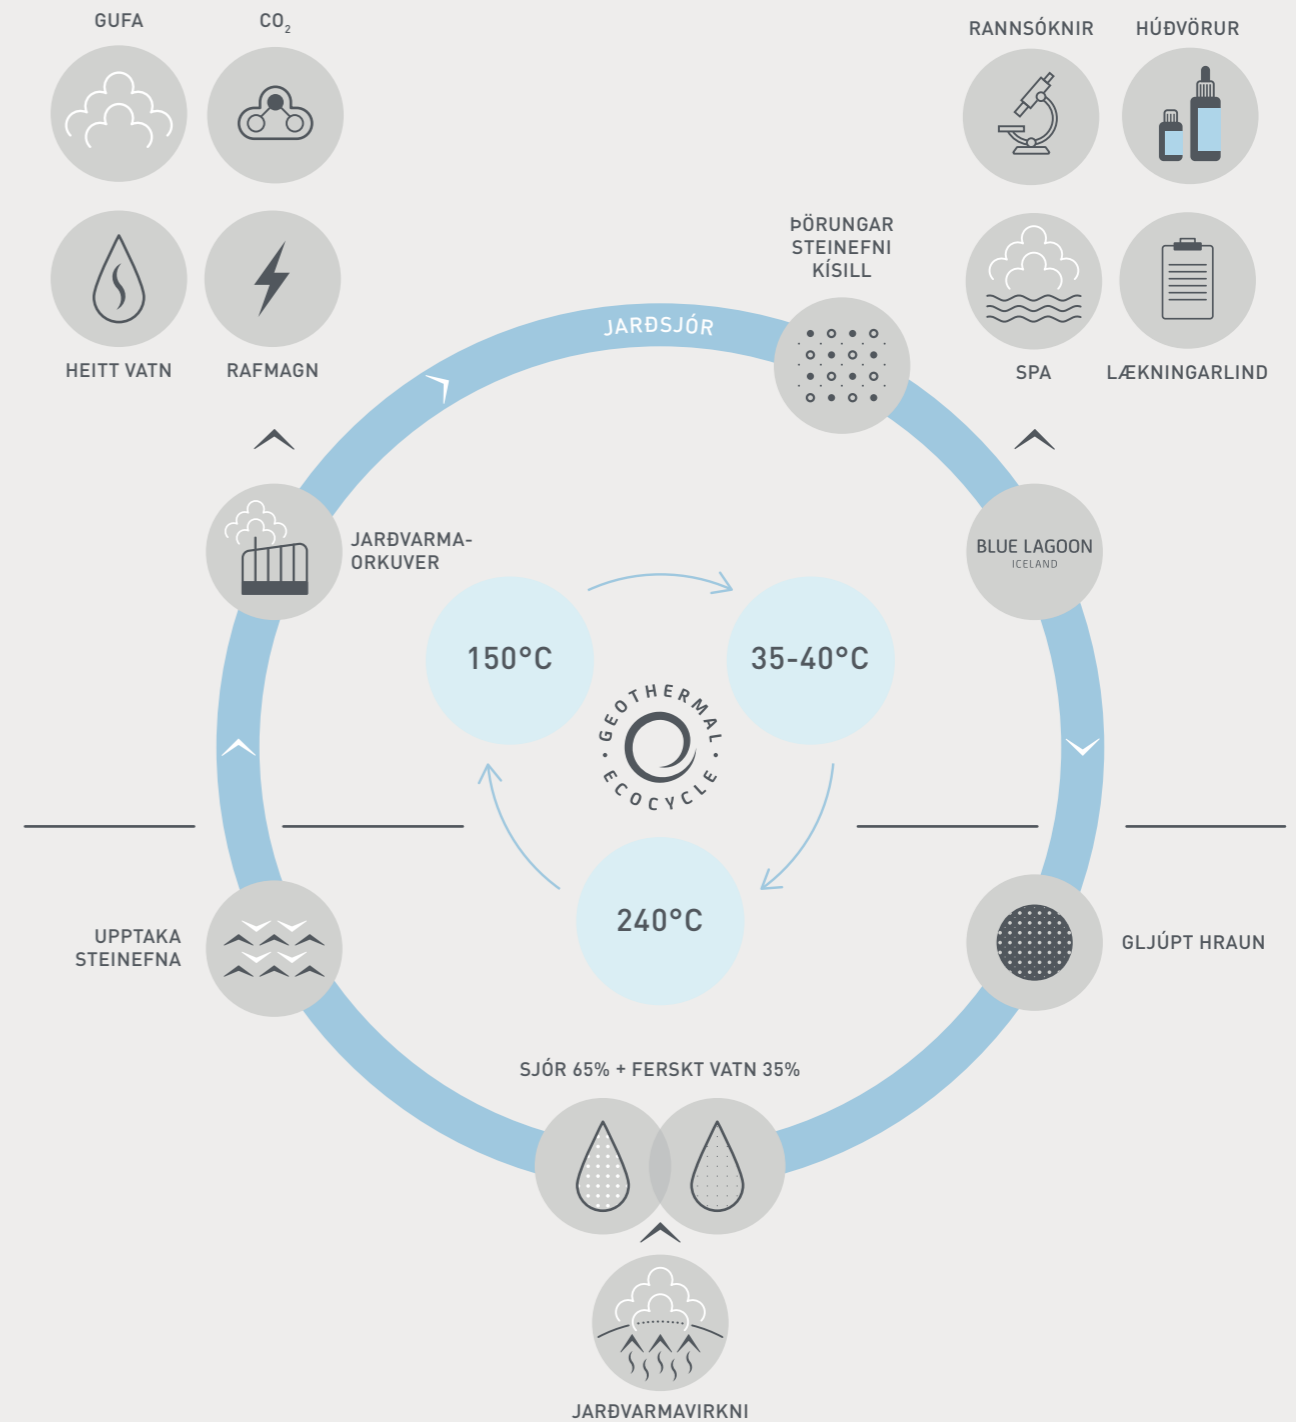 GUFA
CO₂
RANNSÓKNIR
HÚÐVÖRUR
HEITT VATN
RAFMAGN
ÞÖRUNGAR
STEINEFNI
KÍSILL
SPA
LÆKNINGARLIND
JARÐSJÓR
JARÐVARMA-
ORKUVER
BLUE LAGOON
ICELAND
150°C
35-40°C
· GEOTHERMAL ·
ECOCYCLE
240°C
UPPTAKA
STEINEFNA
GLJÚPT HRAUN
SJÓR 65% + FERSKT VATN 35%
JARÐVARMAVIRKNI